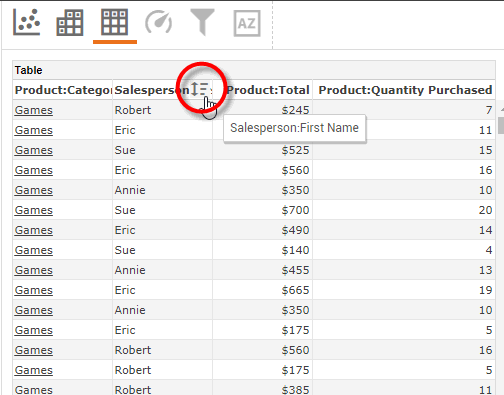 AZ
Table
Product:Catego Salesperson Product:Total Product:Quantity Purchased
Games Robert $245 7
Games Eric 11
Salesperson:First Name
Games Sue $525 15
Games Eric $560 16
Games Annie $350 10
Games Sue $700 20
Games Eric $490 14
Games Sue $140 4
Games Annie $455 13
Games Eric $665 19
Games Annie $350 10
Games Eric $175 5
Games Robert $560 16
Games Robert $175 5
Games Robert $385 11